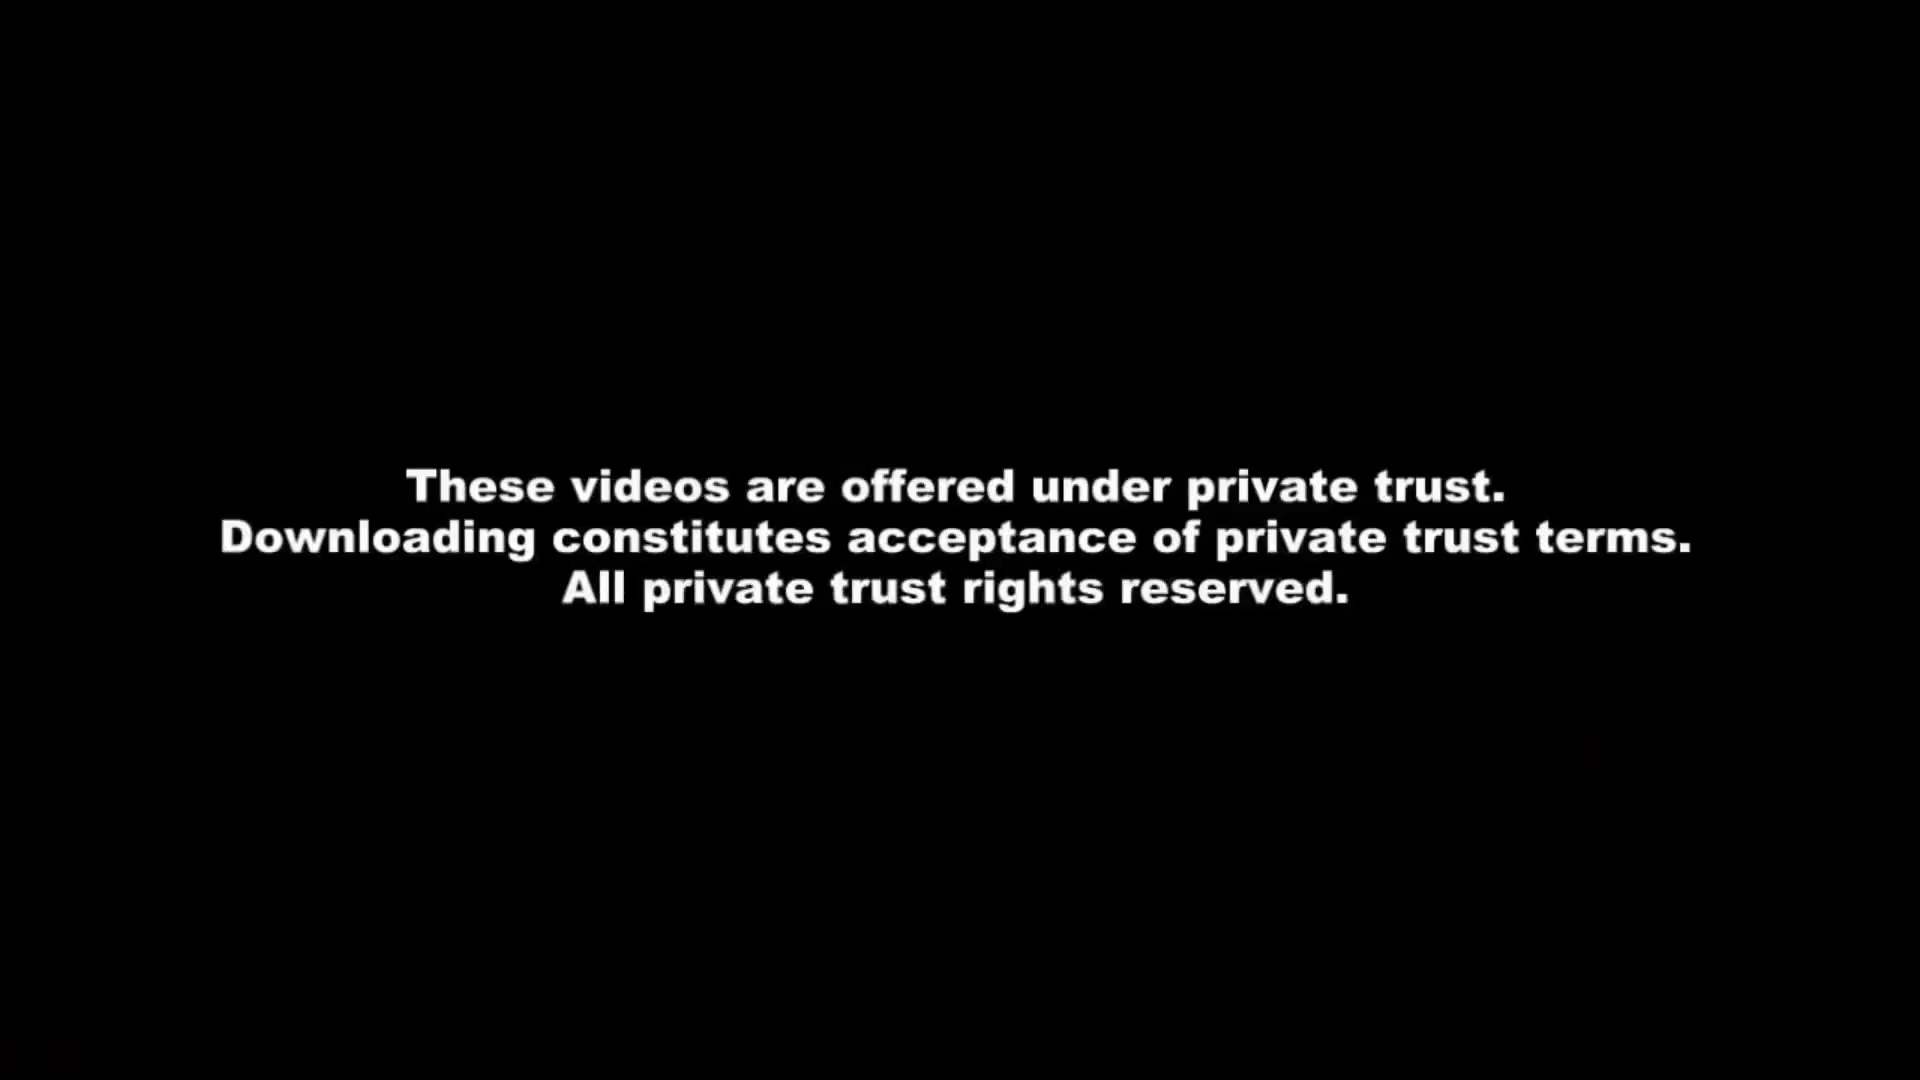 These videos are offered under private trust.
Downloading constitutes acceptance of private trust terms.
All private trust rights reserved.